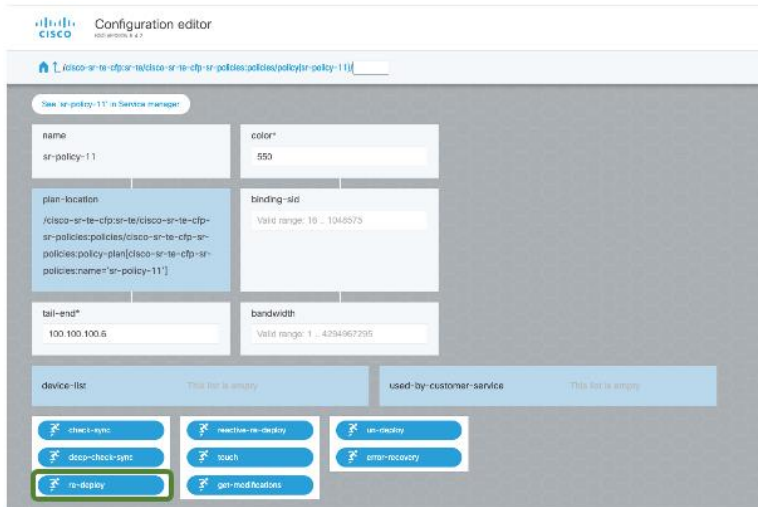 CISCO
Configuration editor
/cisco-sr-te-cfp:sr-te/cisco-sr-te-cfp-sr-policies:policies/policy{sr-policy-11}/
See 'sr-policy-11' in Service manager
name
sr-policy-11
color*
550
plan-location
/cisco-sr-te-cfp:sr-te/cisco-sr-te-cfp-
sr-policies:policies/cisco-sr-te-cfp-sr-
policies:policy-plan[cisco-sr-te-cfp-sr-
policies:name='sr-policy-11']
binding-sid
Valid range: 16 .. 1048575
tail-end*
100.100.100.6
bandwidth
Valid range: 1 .. 4294967295
device-list This list is empty
used-by-customer-service This list is empty
check-sync
reactive-re-deploy
un-deploy
deep-check-sync
touch
error-recovery
re-deploy
get-modifications